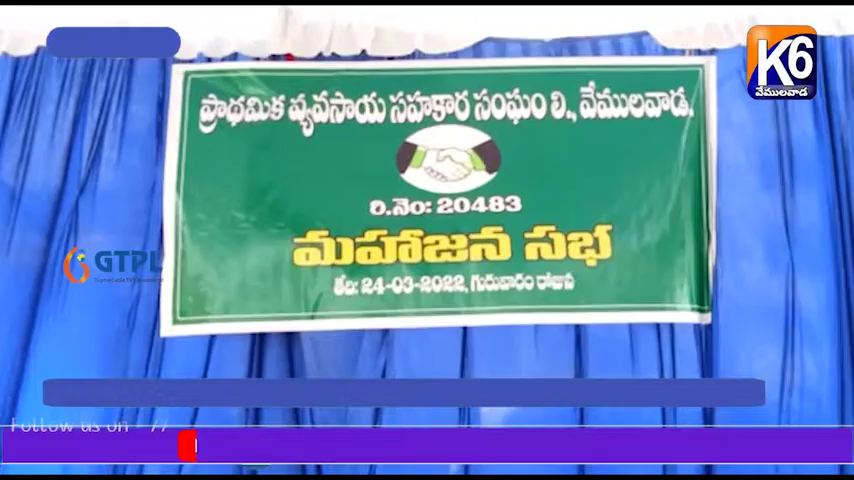 K6
వేములవాడ
ప్రాథమిక వ్యవసాయ సహకార సంఘం లి., వేములవాడ.
రి.నెం: 20483
మహాజన సభ
తేది: 24-03-2022, గురువారం రోజున
GTPL
Follow us on